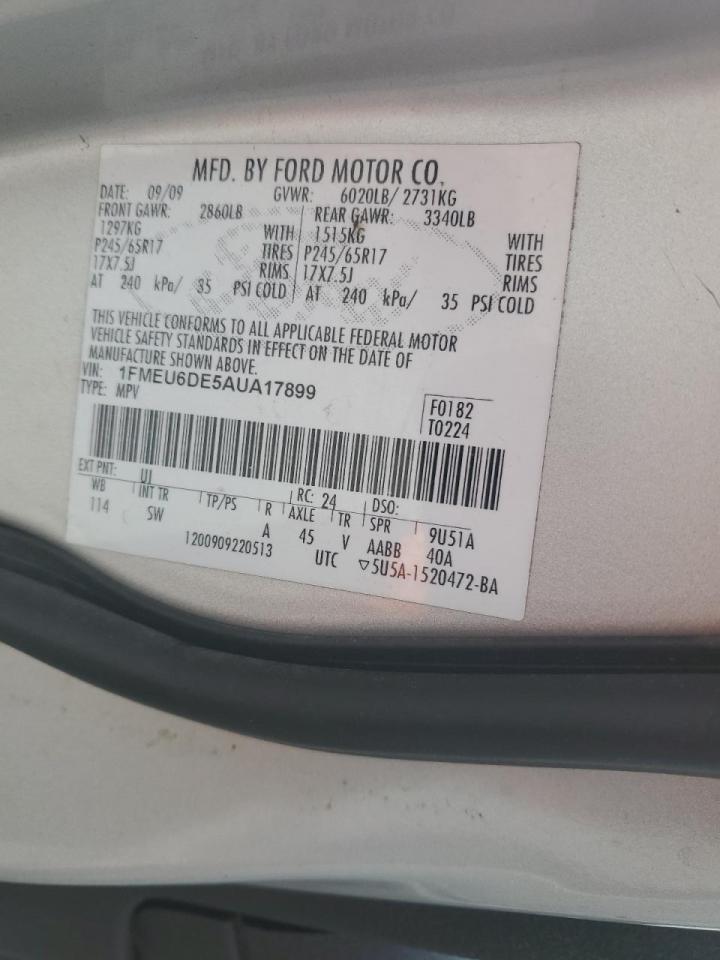 MFD. BY FORD MOTOR CO.
DATE: 09/09 GVWR: 6020LB/ 2731KG
FRONT GAWR: 2860LB REAR GAWR: 3340LB
1297KG WITH 1515KG WITH
P245/65R17 TIRES P245/65R17 TIRES
17X7.5J RIMS 17X7.5J RIMS
AT 240 kPa/ 35 PSI COLD AT 240 kPa/ 35 PSI COLD
THIS VEHICLE CONFORMS TO ALL APPLICABLE FEDERAL MOTOR
VEHICLE SAFETY STANDARDS IN EFFECT ON THE DATE OF
MANUFACTURE SHOWN ABOVE.
VIN: 1FMEU6DE5AUA17899
TYPE: MPV
F0182
T0224
EXT PNT: UI RC: 24 DSO:
WB INT TR TP/PS R AXLE TR SPR 9U51A
114 SW A 45 V AABB 40A
1200909220513 UTC ▽5U5A-1520472-BA